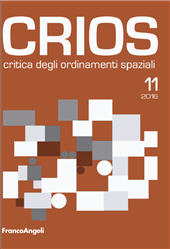 CRIOS
critica degli ordinamenti spaziali
11
2016
FrancoAngeli